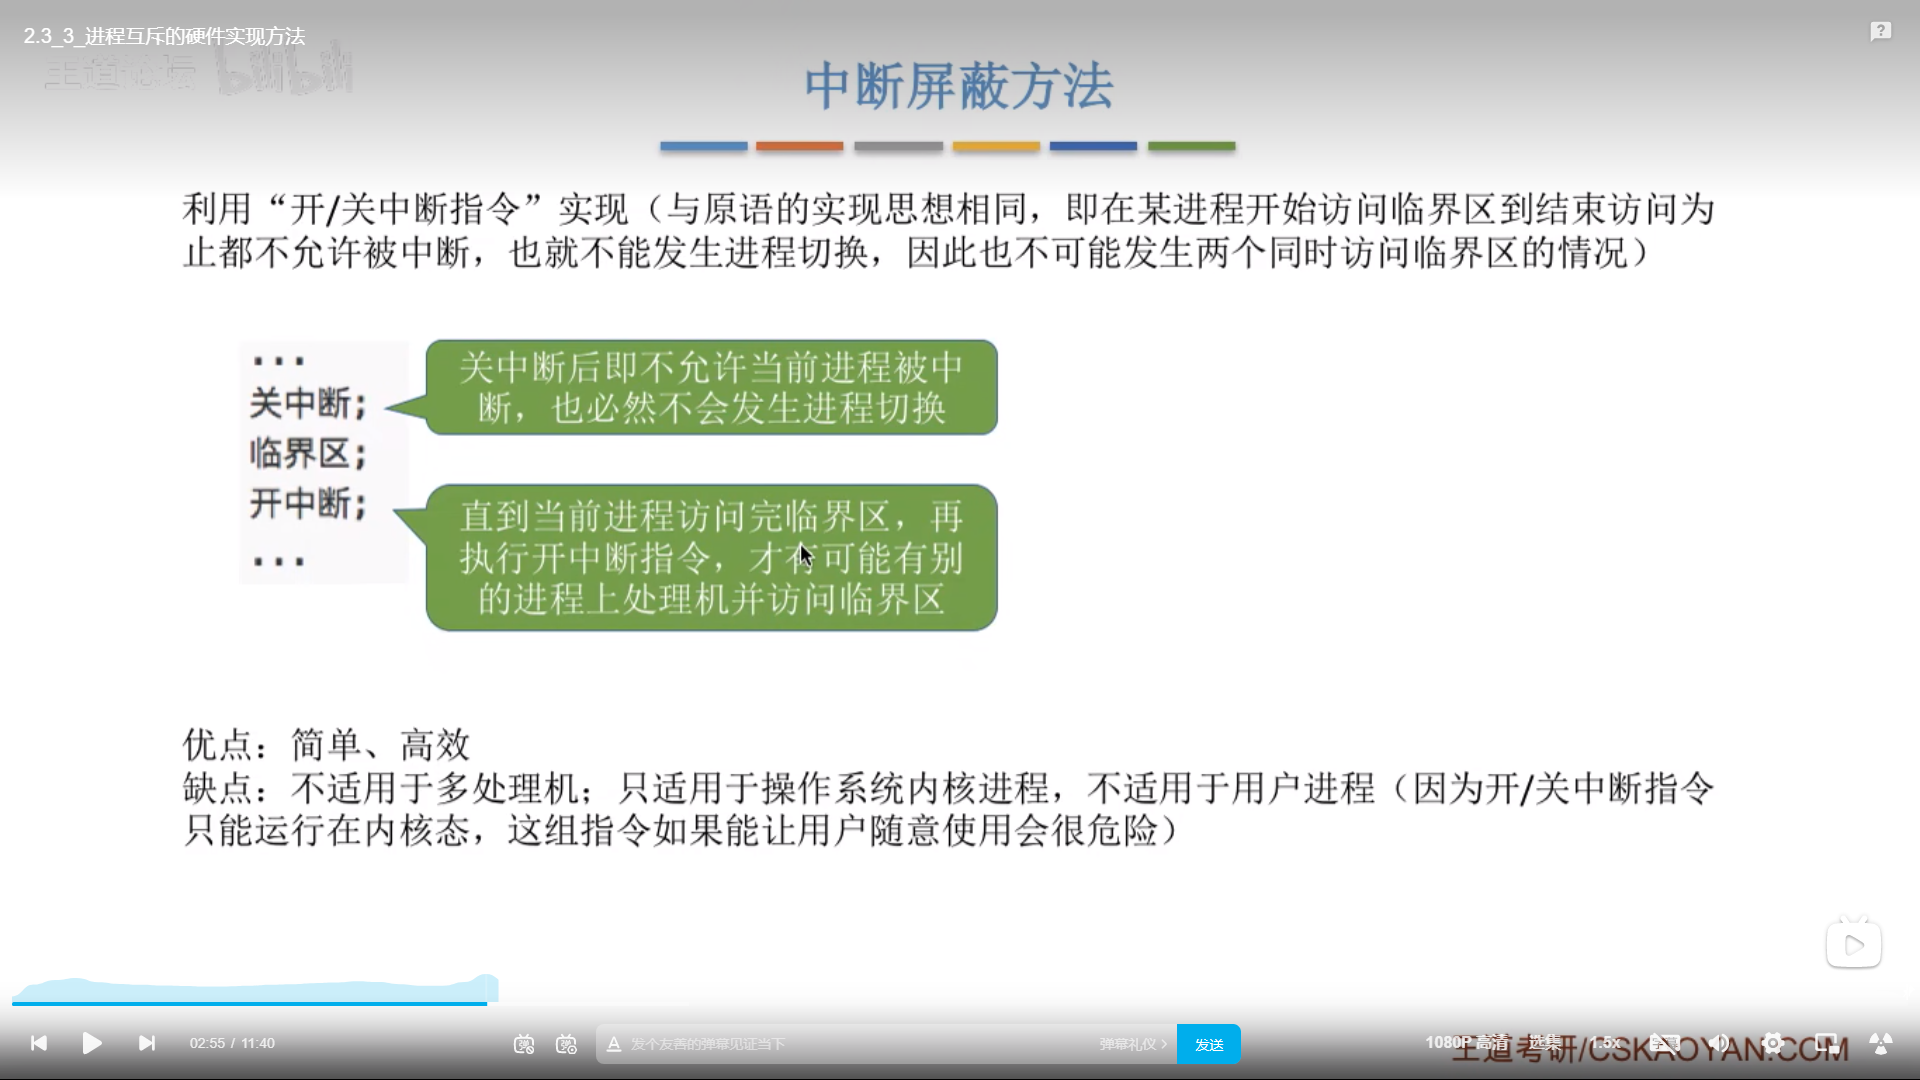 2.3_3_进程互斥的硬件实现方法
王道论坛 bilibili
中断屏蔽方法
利用“开/关中断指令”实现（与原语的实现思想相同，即在某进程开始访问临界区到结束访问为
止都不允许被中断，也就不能发生进程切换，因此也不可能发生两个同时访问临界区的情况）
...
关中断;
临界区;
开中断;
...
关中断后即不允许当前进程被中
断，也必然不会发生进程切换
直到当前进程访问完临界区，再
执行开中断指令，才有可能有别
的进程上处理机并访问临界区
优点：简单、高效
缺点：不适用于多处理机；只适用于操作系统内核进程，不适用于用户进程（因为开/关中断指令
只能运行在内核态，这组指令如果能让用户随意使用会很危险）
02:55 / 11:40
发个友善的弹幕见证当下
弹幕礼仪 >
发送
1080P 高清
选集
1.5x
王道考研/CSKAOYAN.COM